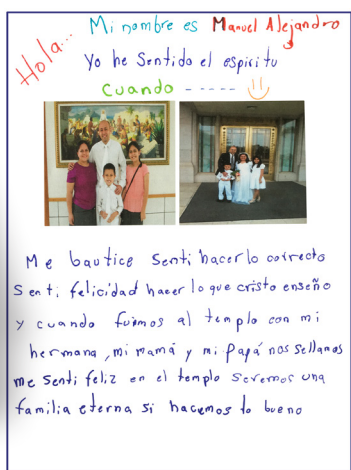 Hola...
Mi nombre es Manuel Alejandro
Yo he Sentido el espiritu
Cuando -----
Me bautice Senti hacer lo correcto
Senti felicidad hacer lo que cristo enseño
y cuando fuimos al templo con mi
hermana, mi mamá y mi papá nos sellamos
me Senti feliz en el templo Seremos una
familia eterna si hacemos lo bueno